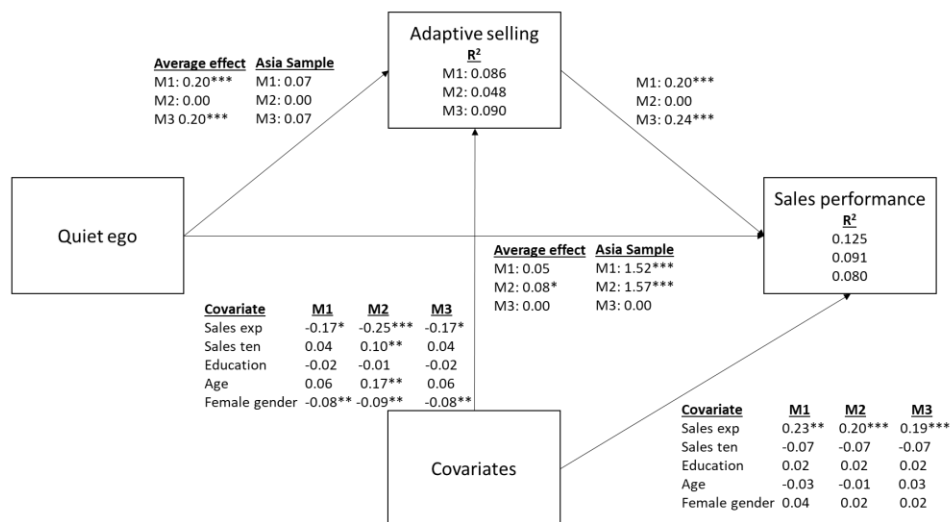 Adaptive selling
R²
M1: 0.086
M2: 0.048
M3: 0.090
Average effect Asia Sample
M1: 0.20*** M1: 0.07
M2: 0.00 M2: 0.00
M3 0.20*** M3: 0.07
M1: 0.20***
M2: 0.00
M3: 0.24***
Quiet ego
Sales performance
R²
0.125
0.091
0.080
Average effect Asia Sample
M1: 0.05 M1: 1.52***
M2: 0.08* M2: 1.57***
M3: 0.00 M3: 0.00
Covariate M1 M2 M3
Sales exp -0.17* -0.25*** -0.17*
Sales ten 0.04 0.10** 0.04
Education -0.02 -0.01 -0.02
Age 0.06 0.17** 0.06
Female gender -0.08** -0.09** -0.08**
Covariates
Covariate M1 M2 M3
Sales exp 0.23** 0.20*** 0.19***
Sales ten -0.07 -0.07 -0.07
Education 0.02 0.02 0.02
Age -0.03 -0.01 0.03
Female gender 0.04 0.02 0.02